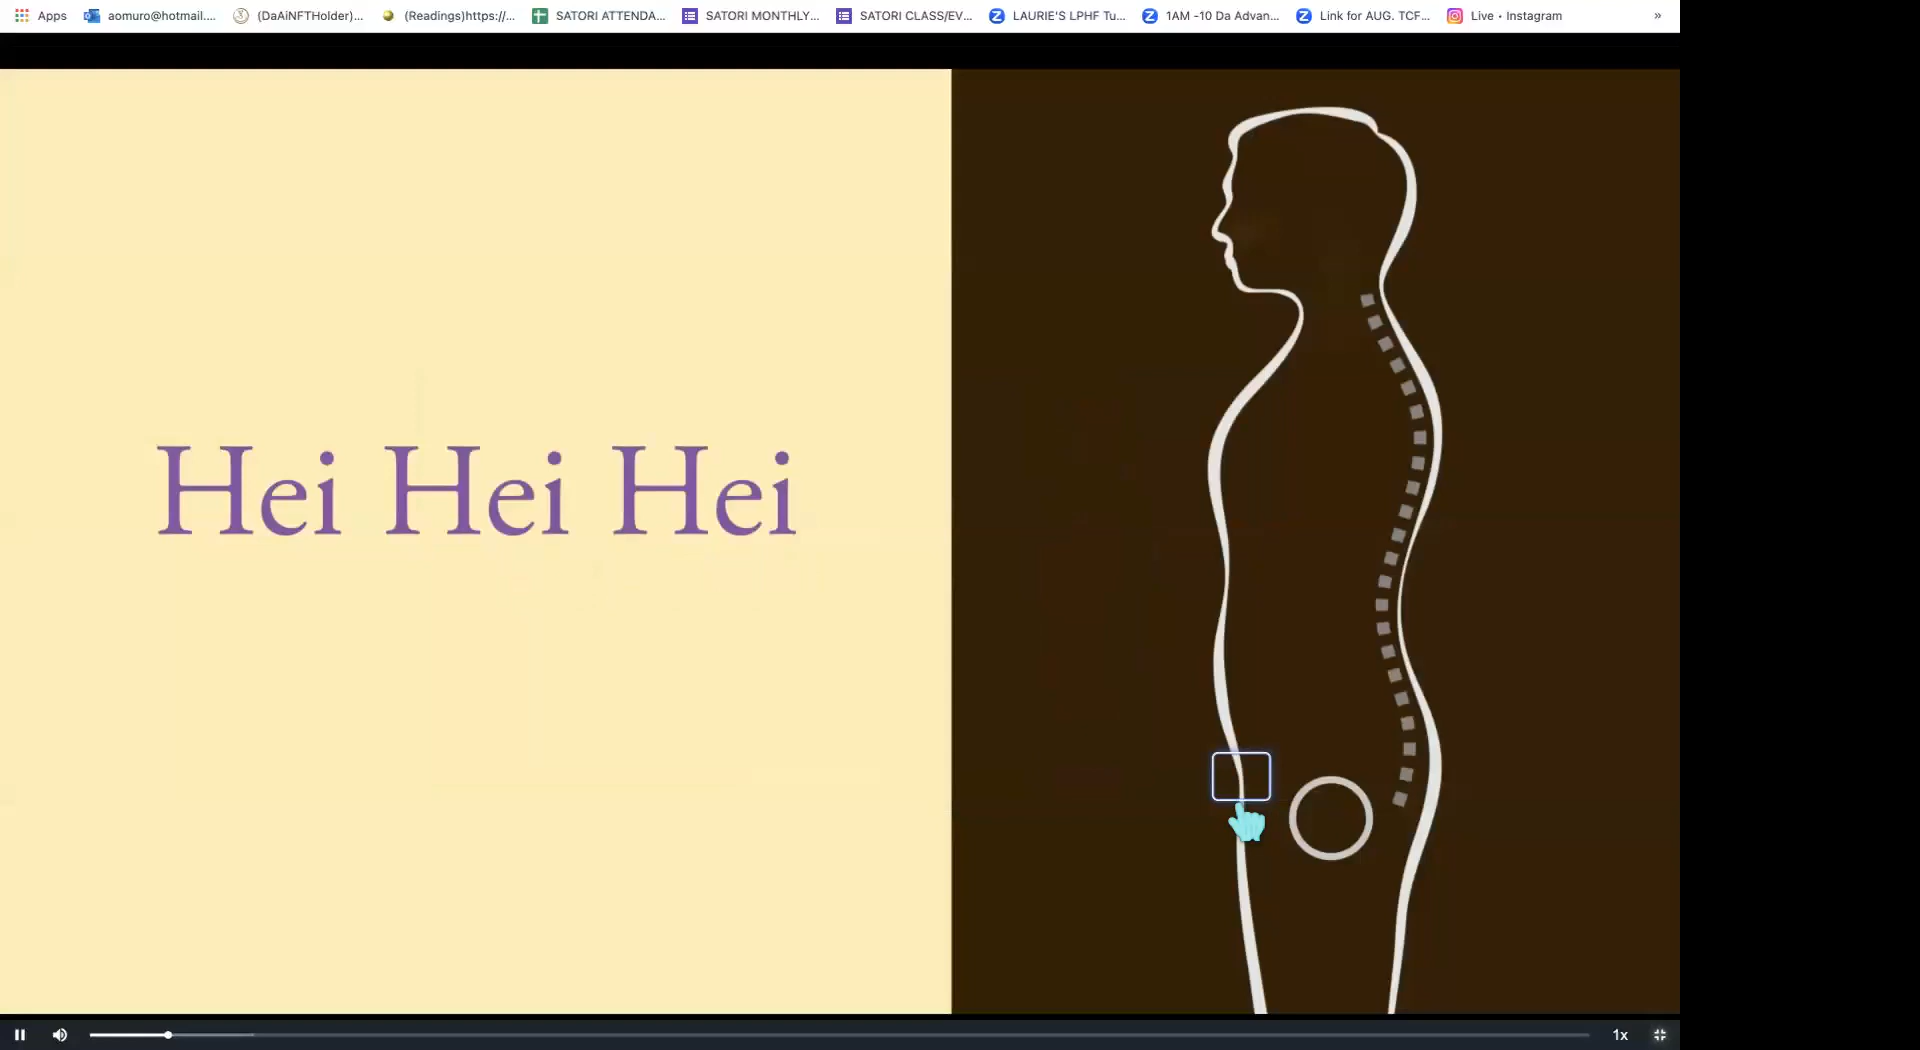 Apps aomuro@hotmail.... (DaAiNFTHolder)... (Readings)https://... SATORI ATTENDA... SATORI MONTHLY... SATORI CLASS/EV... LAURIE'S LPHF Tu... 1AM -10 Da Advan... Link for AUG. TCF... Live • Instagram »
Hei Hei Hei
1x